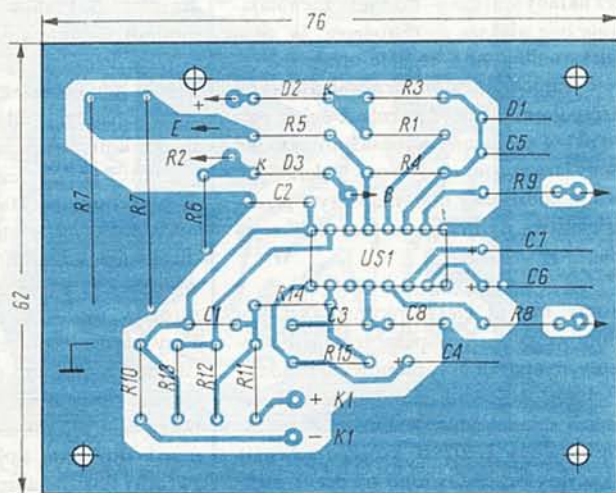 76
62
+ D2 K R3
D1
E R5 R1
C5
R2 K D3 R4
R9
B
R7 R7 R6 C2
US1
+ C7
+ C6
R14
C1 C3 C8 R8
R10 R13 R12 R11 R15 + C4
+ K1
- K1